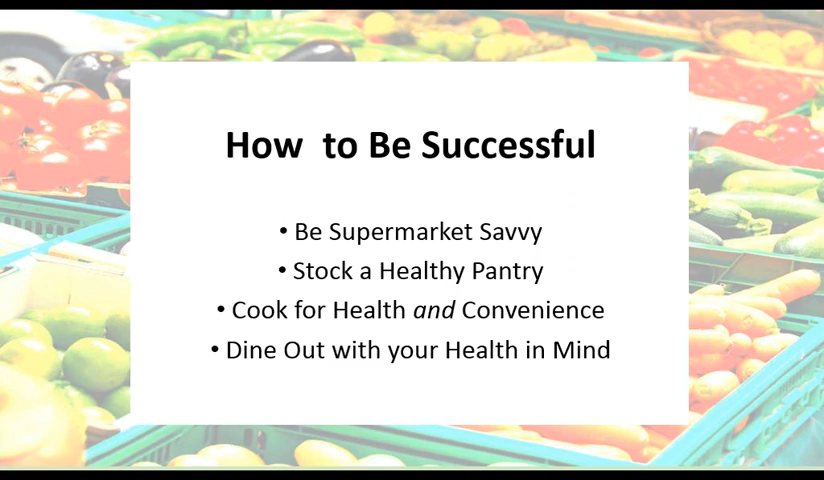 How  to Be Successful
• Be Supermarket Savvy
• Stock a Healthy Pantry
• Cook for Health and Convenience
• Dine Out with your Health in Mind